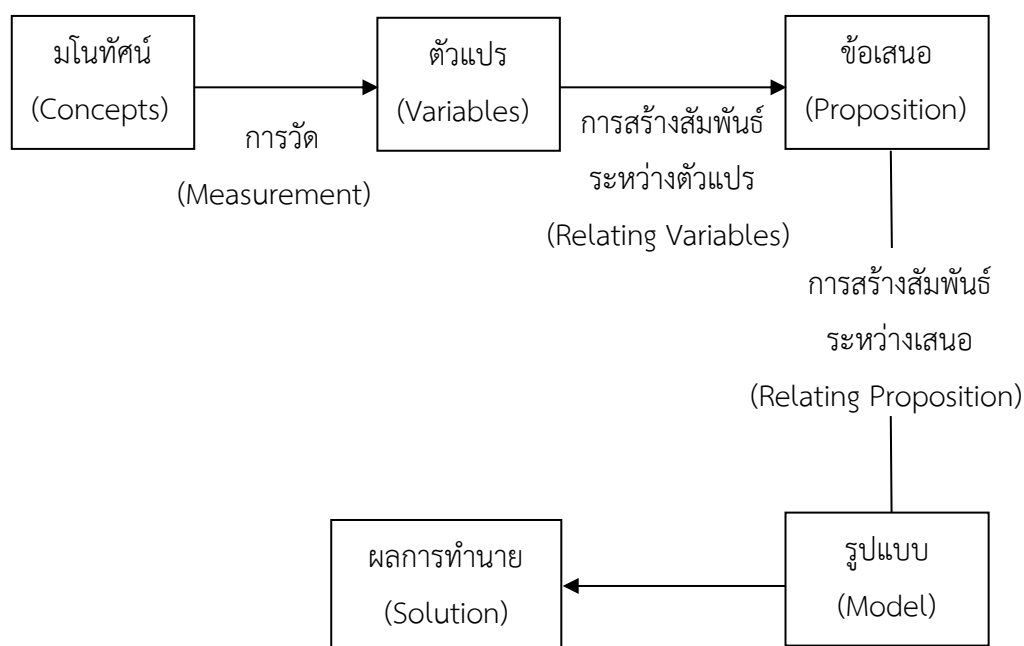 มโนทัศน์
(Concepts)
การวัด
(Measurement)
ตัวแปร
(Variables)
การสร้างสัมพันธ์
ระหว่างตัวแปร
(Relating Variables)
ข้อเสนอ
(Proposition)
การสร้างสัมพันธ์
ระหว่างเสนอ
(Relating Proposition)
รูปแบบ
(Model)
ผลการทำนาย
(Solution)